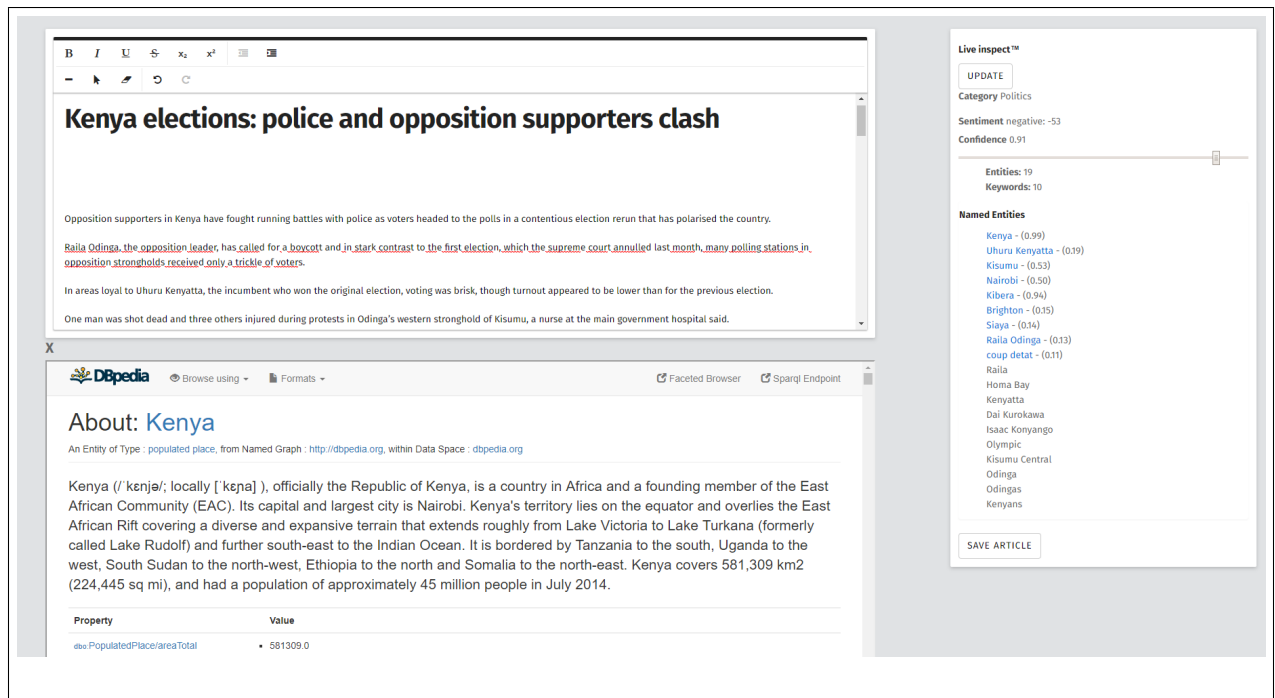 B I U S x₂ x²
Kenya elections: police and opposition supporters clash
Opposition supporters in Kenya have fought running battles with police as voters headed to the polls in a contentious election rerun that has polarised the country.
Raila Odinga, the opposition leader, has called for a boycott and in stark contrast to the first election, which the supreme court annulled last month, many polling stations in
opposition strongholds received only a trickle of voters.
In areas loyal to Uhuru Kenyatta, the incumbent who won the original election, voting was brisk, though turnout appeared to be lower than for the previous election.
One man was shot dead and three others injured during protests in Odinga's western stronghold of Kisumu, a nurse at the main government hospital said.
X
DBpedia Browse using Formats Faceted Browser Sparql Endpoint
About: Kenya
An Entity of Type : populated place, from Named Graph : http://dbpedia.org, within Data Space : dbpedia.org
Kenya (/ˈkɛnjə/; locally [ˈkɛɲa] ), officially the Republic of Kenya, is a country in Africa and a founding member of the East
African Community (EAC). Its capital and largest city is Nairobi. Kenya's territory lies on the equator and overlies the East
African Rift covering a diverse and expansive terrain that extends roughly from Lake Victoria to Lake Turkana (formerly
called Lake Rudolf) and further south-east to the Indian Ocean. It is bordered by Tanzania to the south, Uganda to the
west, South Sudan to the north-west, Ethiopia to the north and Somalia to the north-east. Kenya covers 581,309 km2
(224,445 sq mi), and had a population of approximately 45 million people in July 2014.
Property Value
dbo:PopulatedPlace/areaTotal • 581309.0
Live inspect™
UPDATE
Category Politics
Sentiment negative: -53
Confidence 0.91
Entities: 19
Keywords: 10
Named Entities
Kenya - (0.99)
Uhuru Kenyatta - (0.19)
Kisumu - (0.53)
Nairobi - (0.50)
Kibera - (0.94)
Brighton - (0.15)
Siaya - (0.14)
Raila Odinga - (0.13)
coup detat - (0.11)
Raila
Homa Bay
Kenyatta
Dai Kurokawa
Isaac Konyango
Olympic
Kisumu Central
Odinga
Odingas
Kenyans
SAVE ARTICLE